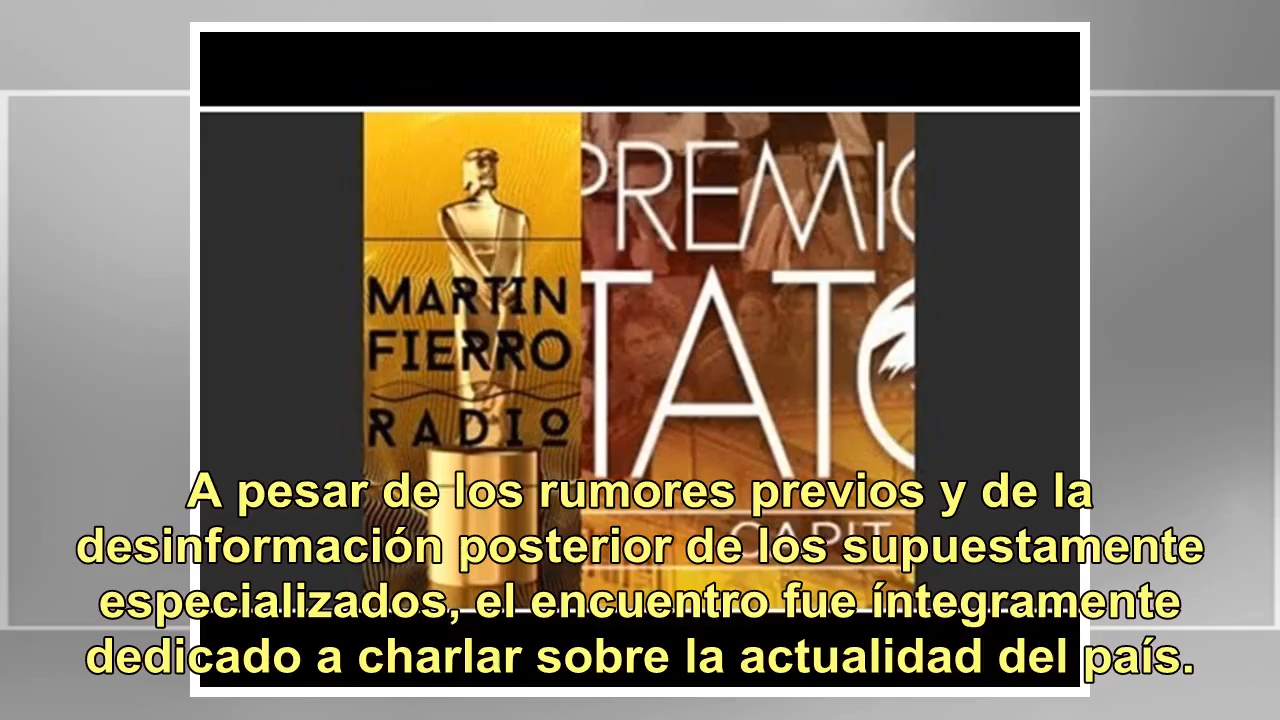 PREMIO
MARTIN
FIERRO
RADIO
TATO
CAPIT
A pesar de los rumores previos y de la
desinformación posterior de los supuestamente
especializados, el encuentro fue íntegramente
dedicado a charlar sobre la actualidad del país.